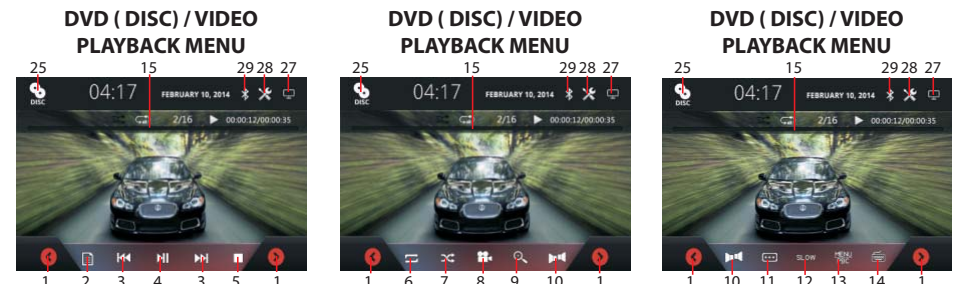 DVD ( DISC) / VIDEO
PLAYBACK MENU
25 15 29 28 27
DISC 04:17 FEBRUARY 10, 2014
2/16 00:00:12/00:00:35
1 2 3 4 3 5 1
DVD ( DISC) / VIDEO
PLAYBACK MENU
25 15 29 28 27
DISC 04:17 FEBRUARY 10, 2014
2/16 00:00:12/00:00:35
1 6 7 8 9 10 1
DVD ( DISC) / VIDEO
PLAYBACK MENU
25 15 29 28 27
DISC 04:17 FEBRUARY 10, 2014
2/16 00:00:12/00:00:35
SLOW MENU
1 10 11 12 13 14 1